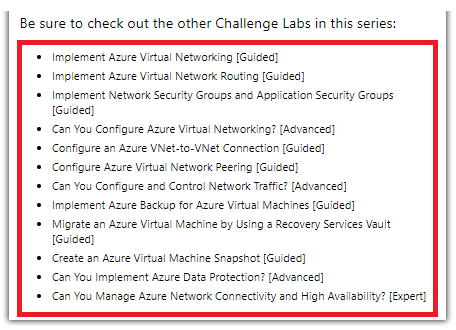 Be sure to check out the other Challenge Labs in this series:
• Implement Azure Virtual Networking [Guided]
• Implement Azure Virtual Network Routing [Guided]
• Implement Network Security Groups and Application Security Groups
[Guided]
• Can You Configure Azure Virtual Networking? [Advanced]
• Configure an Azure VNet-to-VNet Connection [Guided]
• Configure Azure Virtual Network Peering [Guided]
• Can You Configure and Control Network Traffic? [Advanced]
• Implement Azure Backup for Azure Virtual Machines [Guided]
• Migrate an Azure Virtual Machine by Using a Recovery Services Vault
[Guided]
• Create an Azure Virtual Machine Snapshot [Guided]
• Can You Implement Azure Data Protection? [Advanced]
• Can You Manage Azure Network Connectivity and High Availability? [Expert]